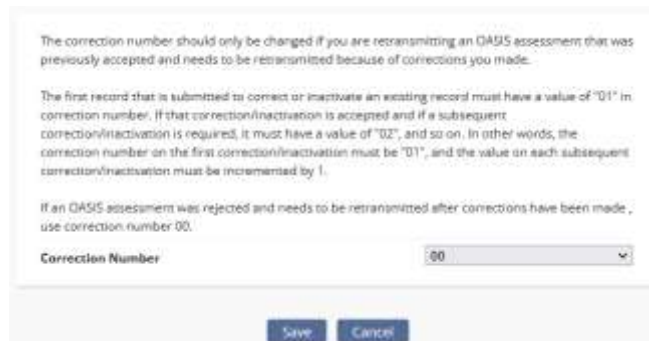 The correction number should only be changed if you are retransmitting an OASIS assessment that was
previously accepted and needs to be retransmitted because of corrections you made.
The first record that is submitted to correct or inactivate an existing record must have a value of "01" in
correction number. If that correction/inactivation is accepted and if a subsequent
correction/inactivation is required, it must have a value of "02", and so on. In other words, the
correction number on the first correction/inactivation must be "01", and the value on each subsequent
correction/inactivation must be incremented by 1.
If an OASIS assessment was rejected and needs to be retransmitted after corrections have been made ,
use correction number 00.
Correction Number 00
Save Cancel